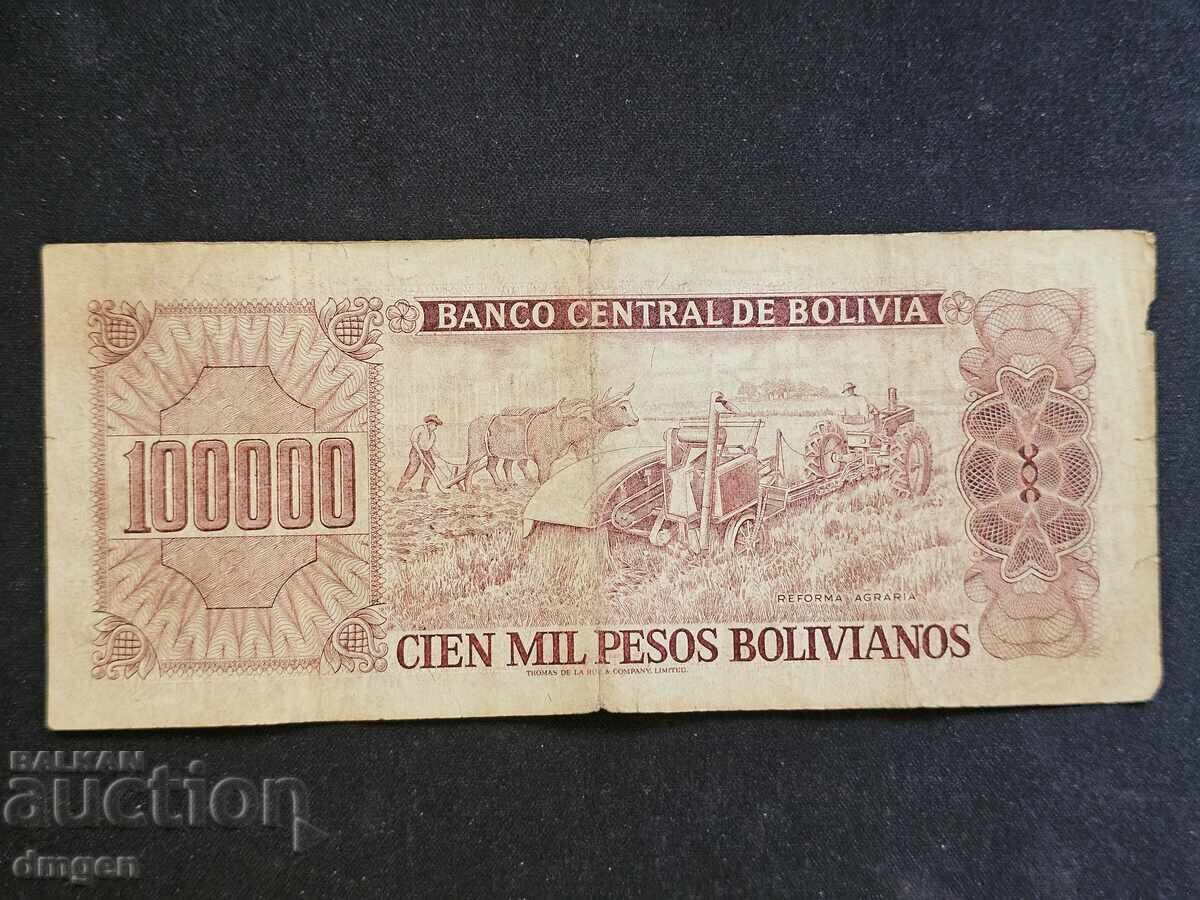 BANCO CENTRAL DE BOLIVIA
100000
REFORMA AGRARIA
CIEN MIL PESOS BOLIVIANOS
THOMAS DE LA RUE & COMPANY, LIMITED.
BALKAN
auction
dmgen